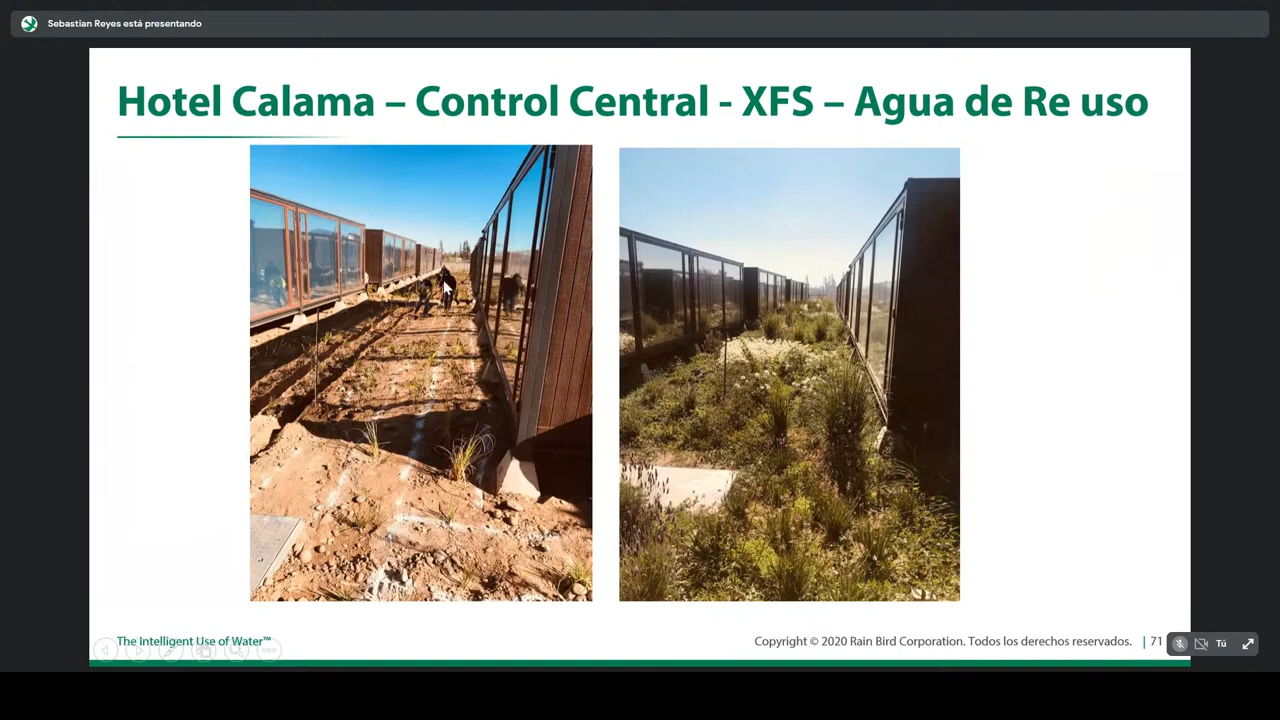 Sebastian Reyes está presentando
Hotel Calama – Control Central - XFS – Agua de Re uso
The Intelligent Use of Water™
Copyright © 2020 Rain Bird Corporation. Todos los derechos reservados. | 71
Tú